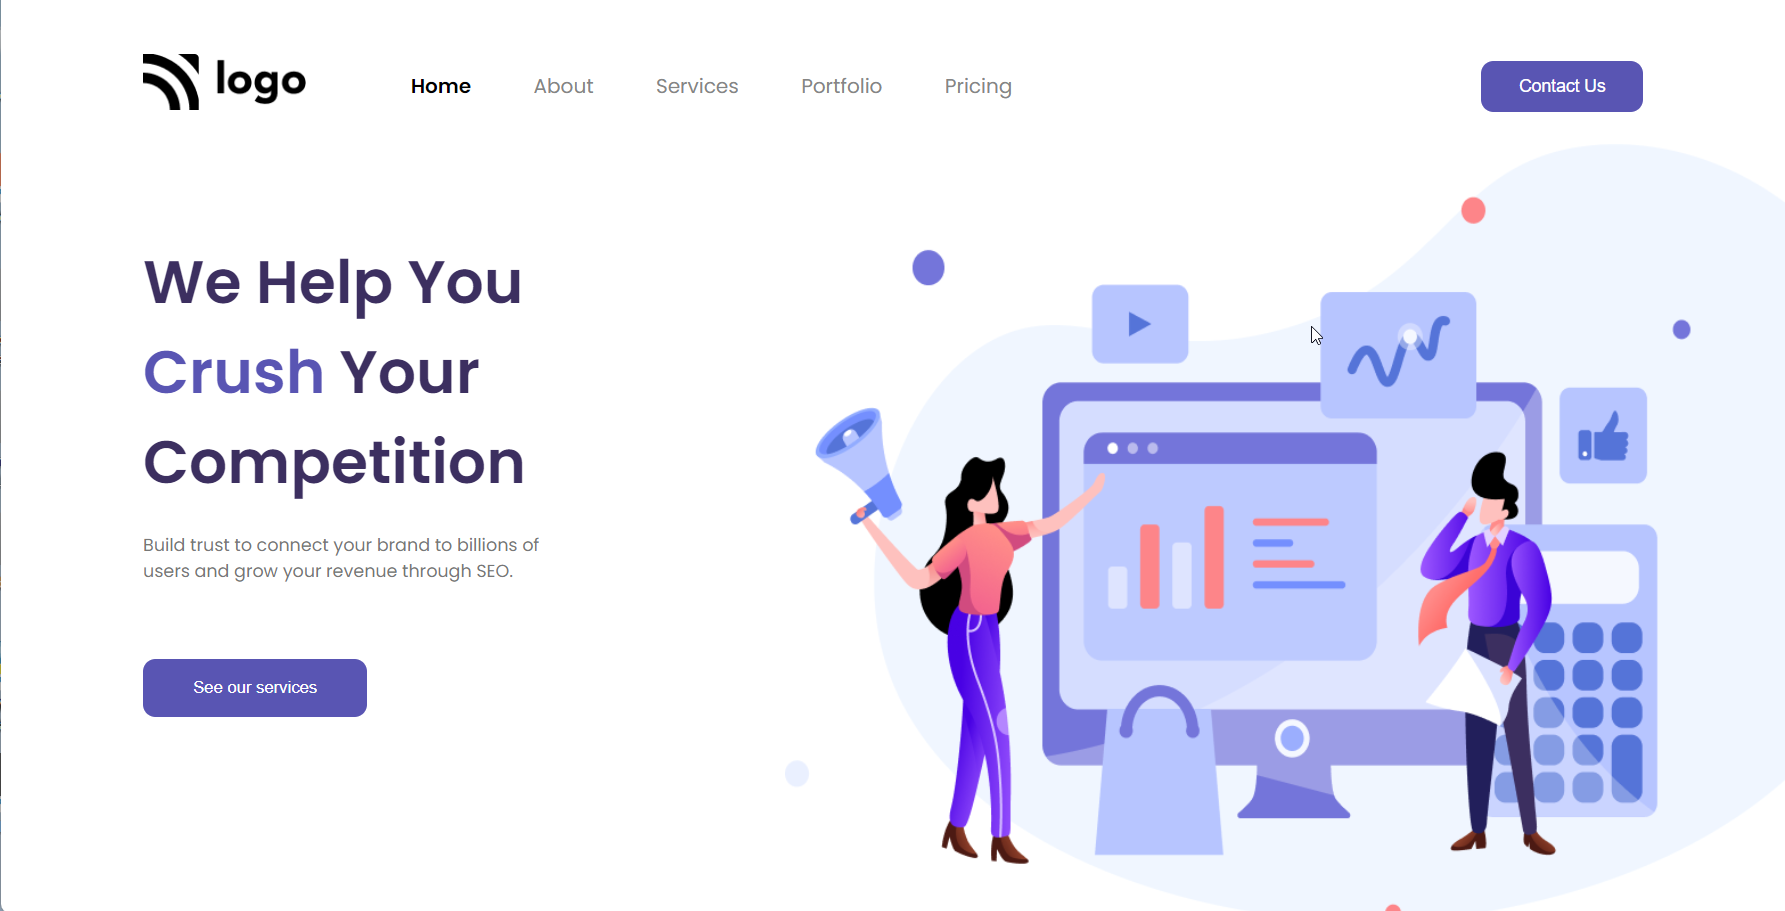 logo
Home About Services Portfolio Pricing
Contact Us
We Help You
Crush Your
Competition
Build trust to connect your brand to billions of
users and grow your revenue through SEO.
See our services